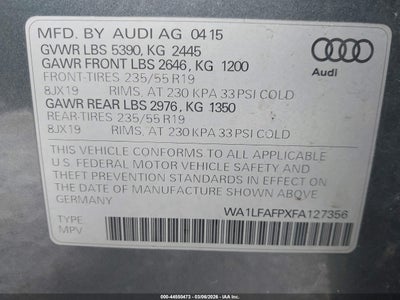 MFD. BY AUDI AG 04 15
GVWR LBS 5390, KG 2445
GAWR FRONT LBS 2646, KG 1200
FRONT-TIRES 235/55 R19
8JX19 RIMS, AT 230 KPA 33 PSI COLD
GAWR REAR LBS 2976, KG 1350
REAR-TIRES 235/55 R19
8JX19 RIMS, AT 230 KPA 33 PSI COLD
Audi
THIS VEHICLE CONFORMS TO ALL APPLICABLE
U.S. FEDERAL MOTOR VEHICLE SAFETY AND
THEFT PREVENTION STANDARDS IN EFFECT ON
THE DATE OF MANUFACTURE SHOWN ABOVE.
GERMANY
WA1LFAFPXFA127356
TYPE:
MPV
©IAA 44550473 - 03/06/2026 - IAAI.COM